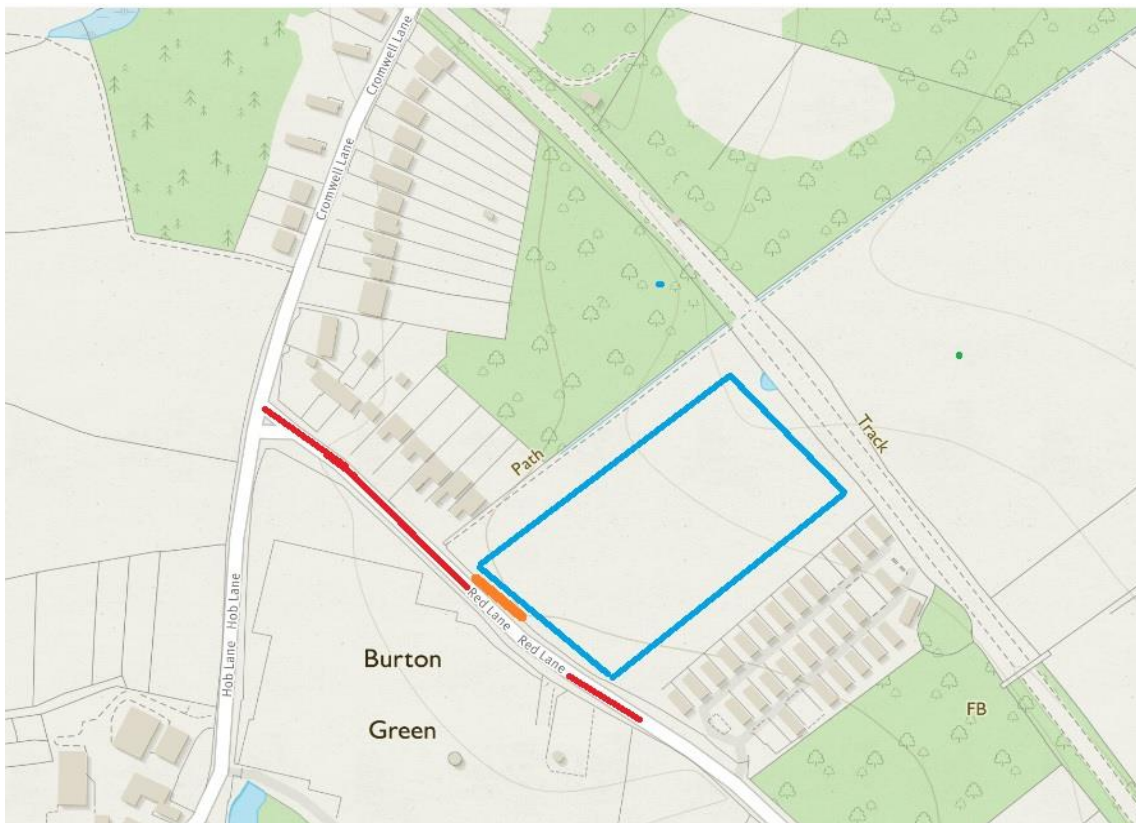 Cromwell Lane
Cromwell Lane
Path
Track
Red Lane
Red Lane
Hob Lane
Hob Lane
Burton
Green
FB